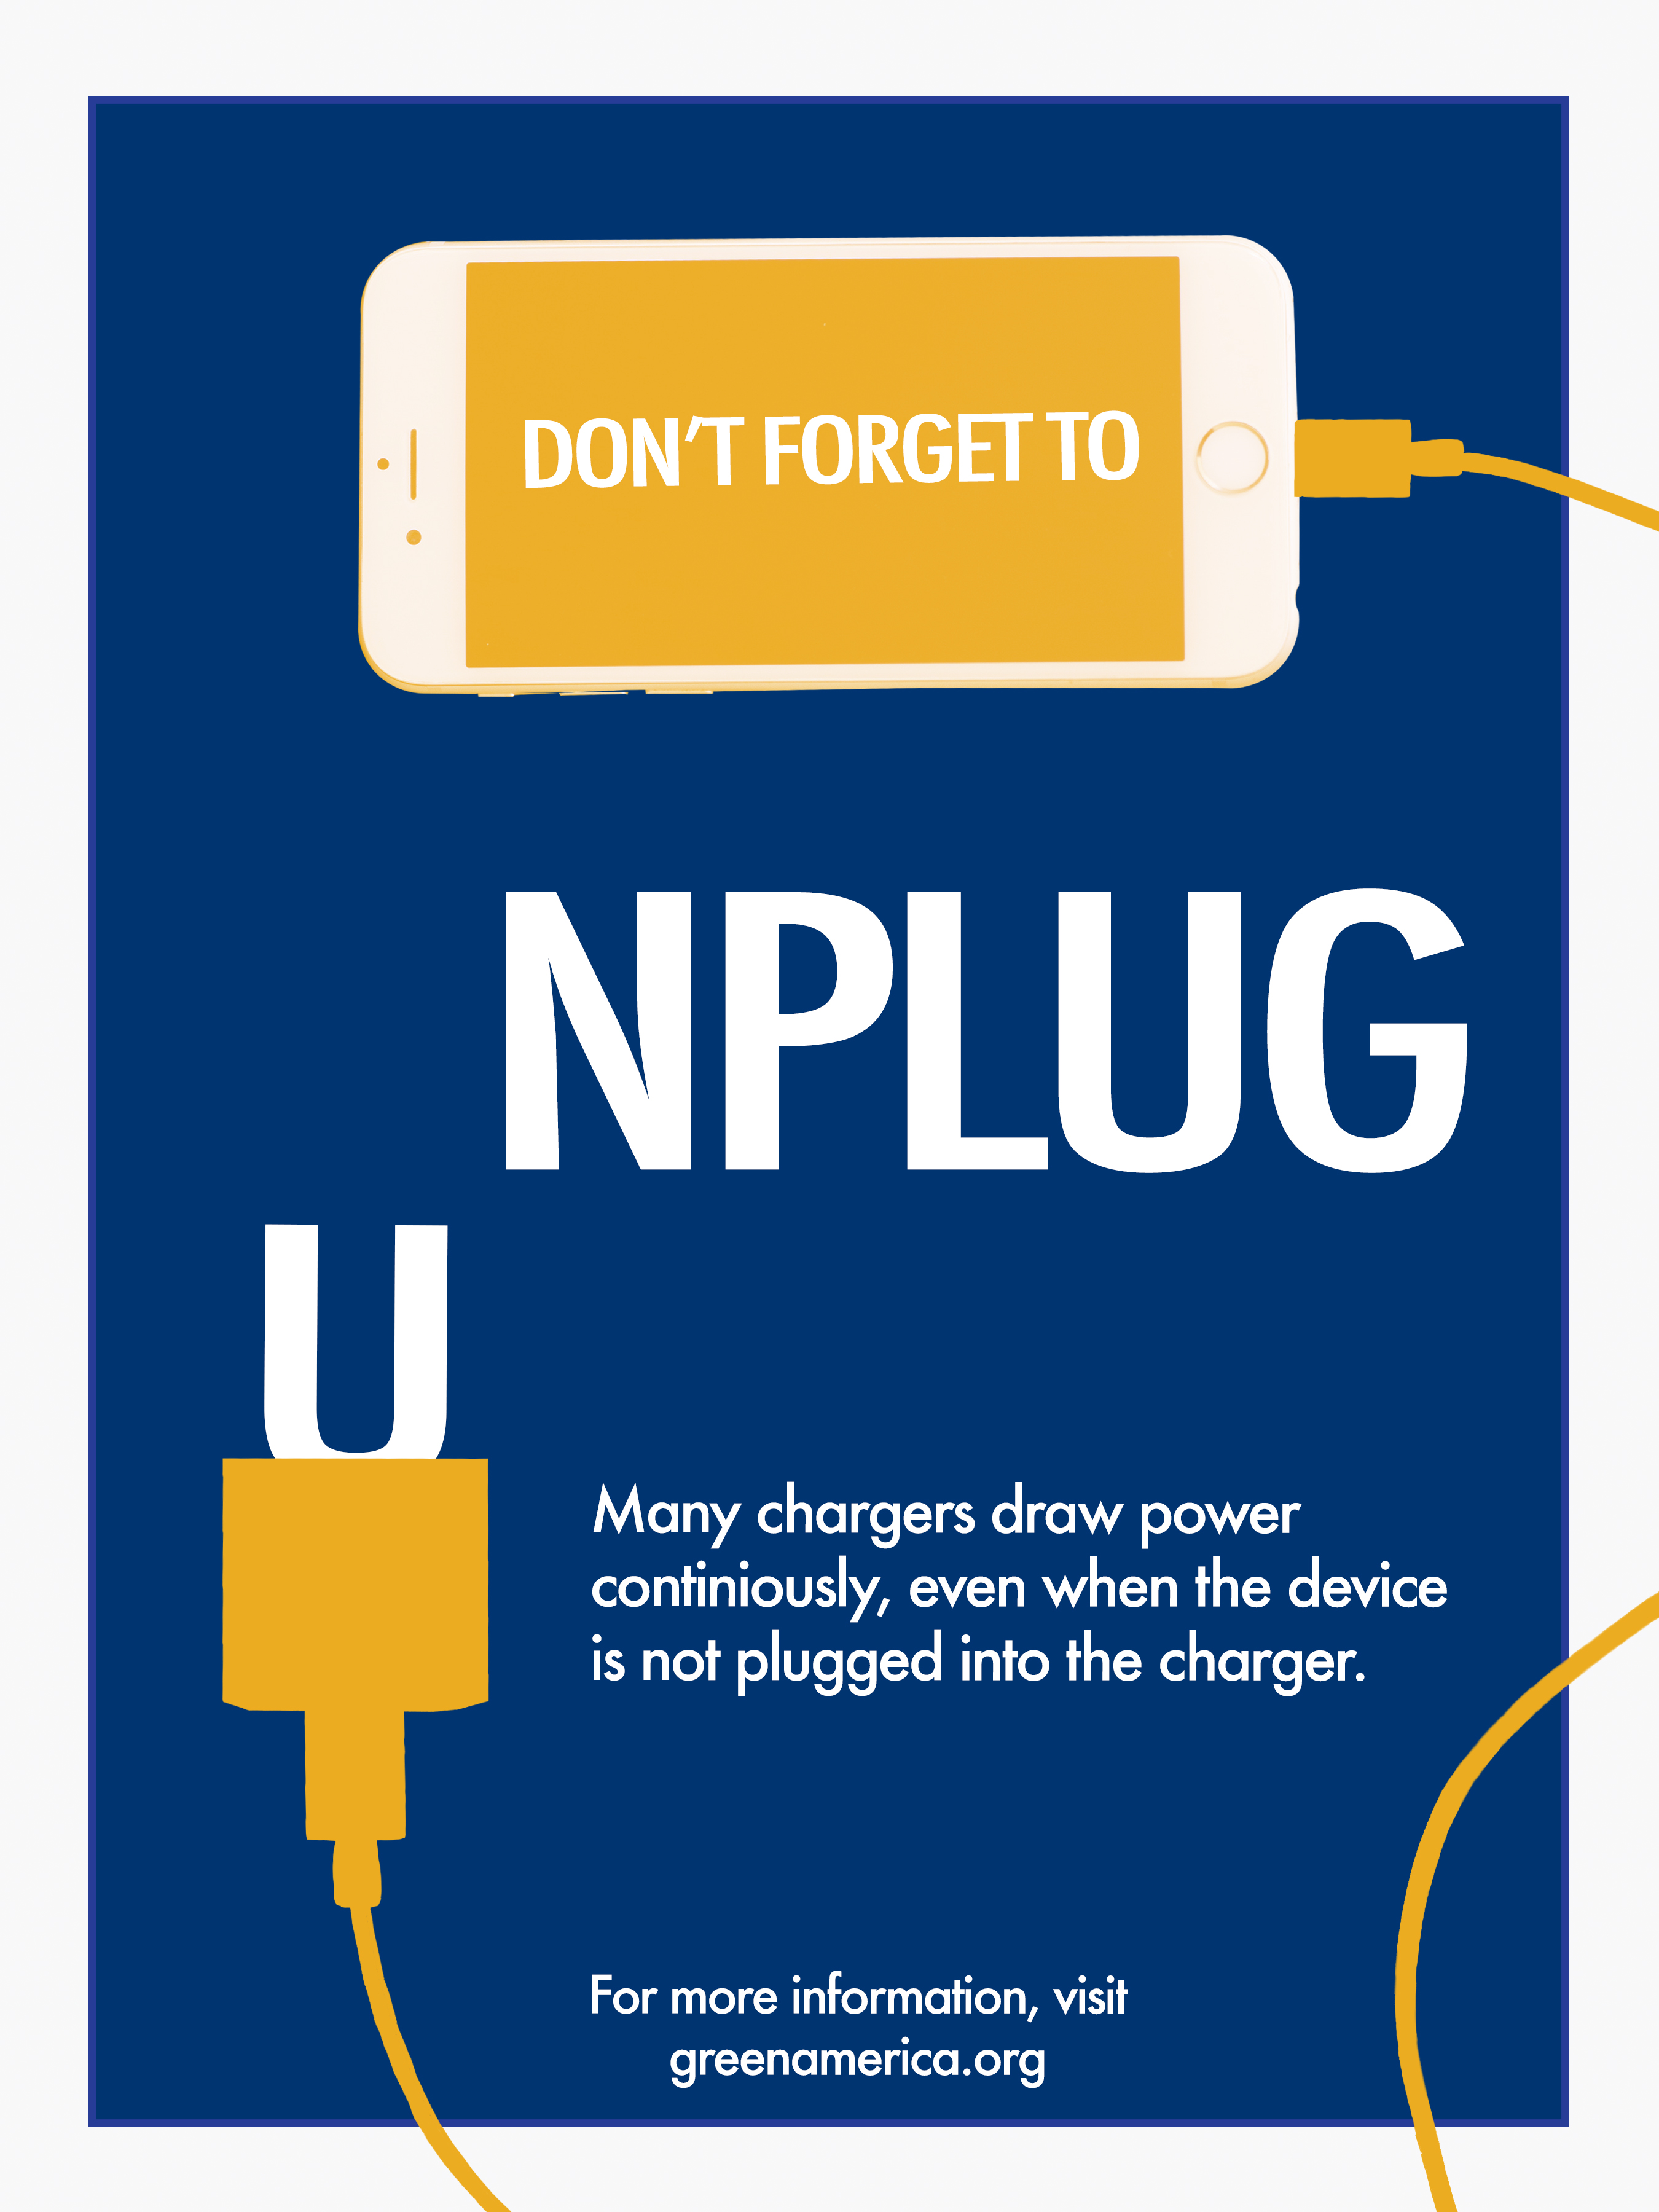 DON'T FORGET TO
UNPLUG
Many chargers draw power
continiously, even when the device
is not plugged into the charger.
For more information, visit
greenamerica.org